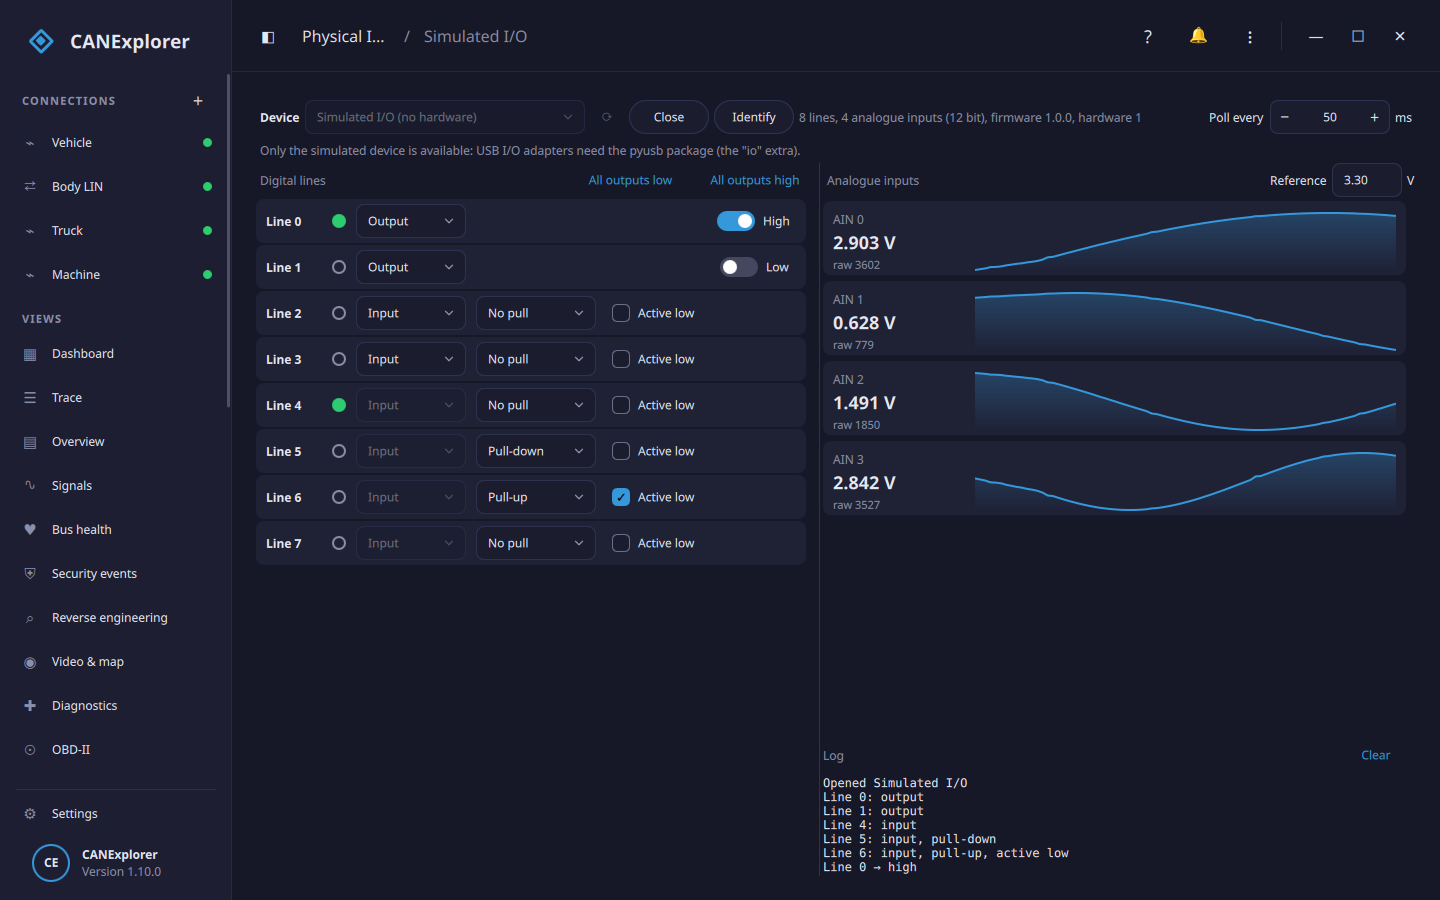 CANExplorer
Physical I... / Simulated I/O
?
CONNECTIONS +
Vehicle
Body LIN
Truck
Machine
VIEWS
Dashboard
Trace
Overview
Signals
Bus health
Security events
Reverse engineering
Video & map
Diagnostics
OBD-II
Settings
CE
CANExplorer
Version 1.10.0
Device Simulated I/O (no hardware) Close Identify 8 lines, 4 analogue inputs (12 bit), firmware 1.0.0, hardware 1 Poll every − 50 + ms
Only the simulated device is available: USB I/O adapters need the pyusb package (the "io" extra).
Digital lines All outputs low All outputs high
Line 0 Output High
Line 1 Output Low
Line 2 Input No pull Active low
Line 3 Input No pull Active low
Line 4 Input No pull Active low
Line 5 Input Pull-down Active low
Line 6 Input Pull-up ✓ Active low
Line 7 Input No pull Active low
Analogue inputs Reference 3.30 V
AIN 0
2.903 V
raw 3602
AIN 1
0.628 V
raw 779
AIN 2
1.491 V
raw 1850
AIN 3
2.842 V
raw 3527
Log Clear
Opened Simulated I/O
Line 0: output
Line 1: output
Line 4: input
Line 5: input, pull-down
Line 6: input, pull-up, active low
Line 0 → high